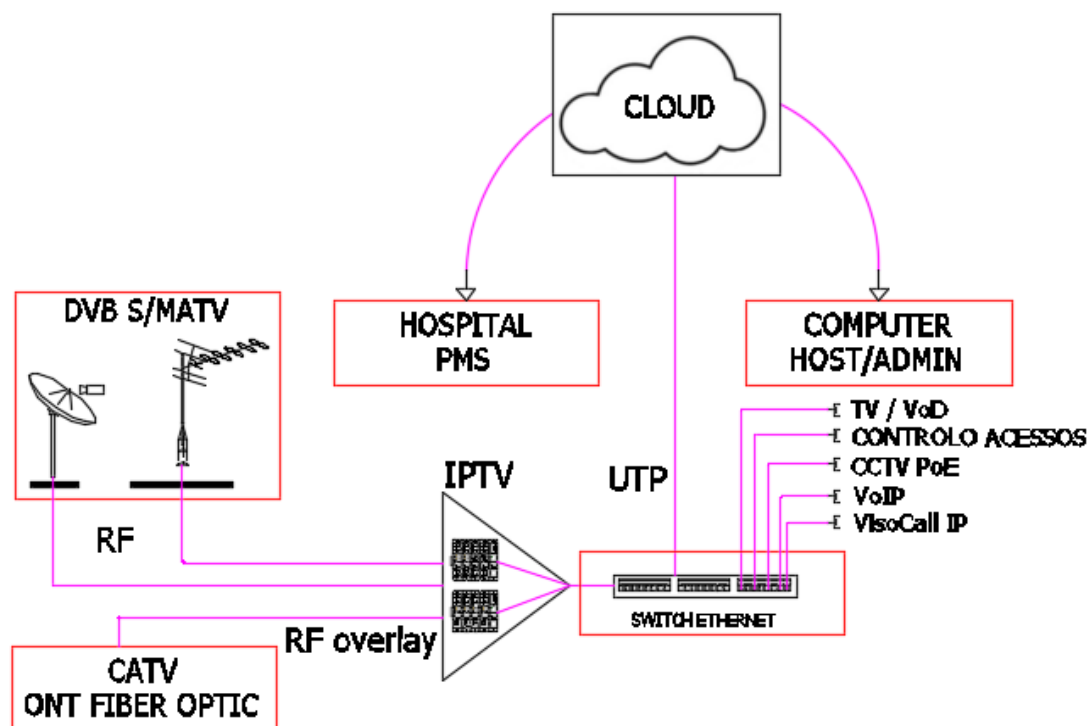 CLOUD
DVB S/MATV
HOSPITAL
PMS
COMPUTER
HOST/ADMIN
TV / VoD
CONTROLO ACESSOS
CCTV PoE
VoIP
VisoCall IP
IPTV
UTP
RF
SWITCH ETHERNET
RF overlay
CATV
ONT FIBER OPTIC